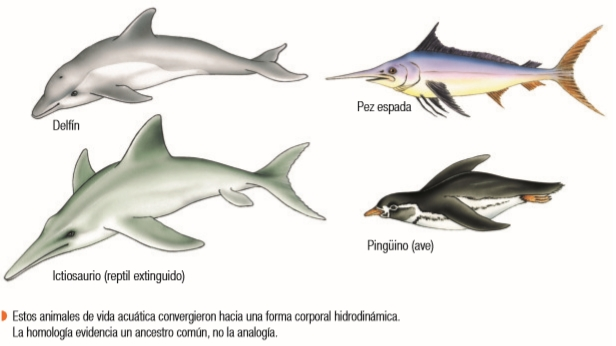 Delfín
Pez espada
Pingüino (ave)
Ictiosaurio (reptil extinguido)
Estos animales de vida acuática convergieron hacia una forma corporal hidrodinámica.
La homología evidencia un ancestro común, no la analogía.